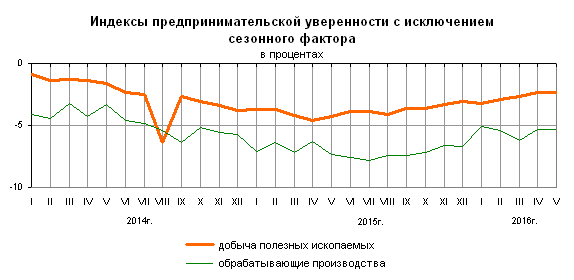 Индексы предпринимательской уверенности с исключением
сезонного фактора
в процентах
0
-5
-10
I II III IV V VI VII VIII IX X XI XII I II III IV V VI VII VIII IX X XI XII I II III IV V
2014г. 2015г. 2016г.
добыча полезных ископаемых
обрабатывающие производства